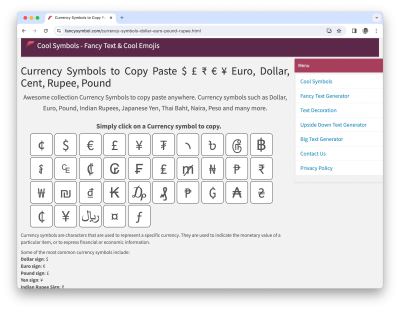 Currency Symbols to Copy Pa
fancysymbol.com/currency-symbols-dollar-euro-pound-rupee.html
Cool Symbols - Fancy Text & Cool Emojis
Currency Symbols to Copy Paste $ £ ₹ € ¥ Euro, Dollar,
Cent, Rupee, Pound
Awesome collection Currency Symbols to copy paste anywhere. Currency symbols such as Dollar,
Euro, Pound, Indian Rupees, Japanese Yen, Thai Baht, Naira, Peso and many more.
Simply click on a Currency symbol to copy.
¢ $ € £ ¥ ₮ ৲ ৳ ௹ ฿
៛ ₠ ₡ ₢ ₣ ₤ ₥ ₦ ₱ ₹
₩ ₪ ₫ ₭ ₯ ₰ ₱ ₲ ₳ ₴
₵ ¥ ﷼ ¤ ƒ
Currency symbols are characters that are used to represent a specific currency. They are used to indicate the monetary value of a
particular item, or to express financial or economic information.
Some of the most common currency symbols include:
Dollar sign: $
Euro sign: €
Pound sign: £
Yen sign: ¥
Indian Rupee Sign: ₹
Menu
Cool Symbols
Fancy Text Generator
Text Decoration
Upside Down Text Generator
Big Text Generator
Contact Us
Privacy Policy